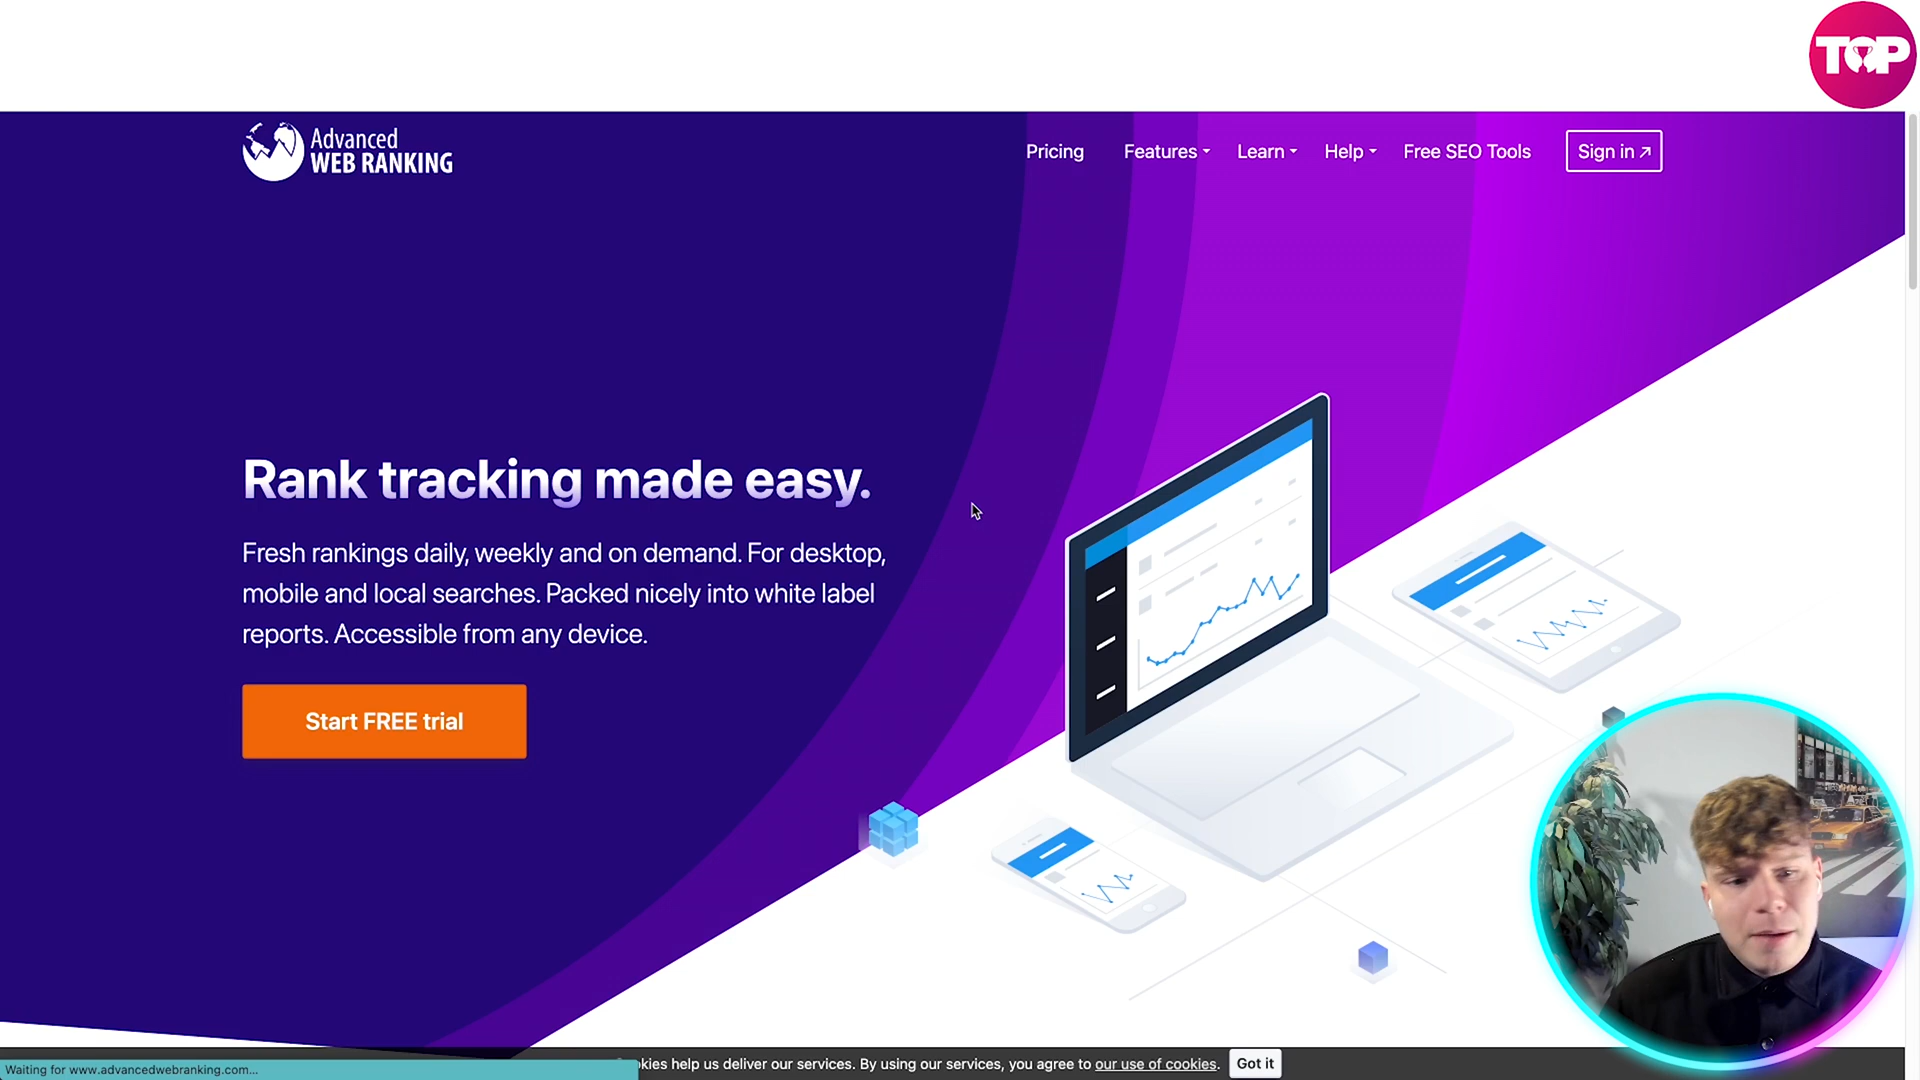 TOP
Advanced
WEB RANKING
Pricing
Features
Learn
Help
Free SEO Tools
Sign in ↗
Rank tracking made easy.
Fresh rankings daily, weekly and on demand. For desktop,
mobile and local searches. Packed nicely into white label
reports. Accessible from any device.
Start FREE trial
help us deliver our services. By using our services, you agree to our use of cookies.
Got it
Waiting for www.advancedwebranking.com...